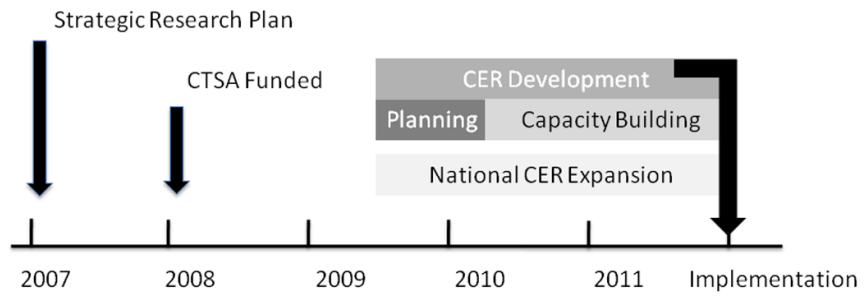 Strategic Research Plan
CTSA Funded
CER Development
Planning Capacity Building
National CER Expansion
2007 2008 2009 2010 2011 Implementation